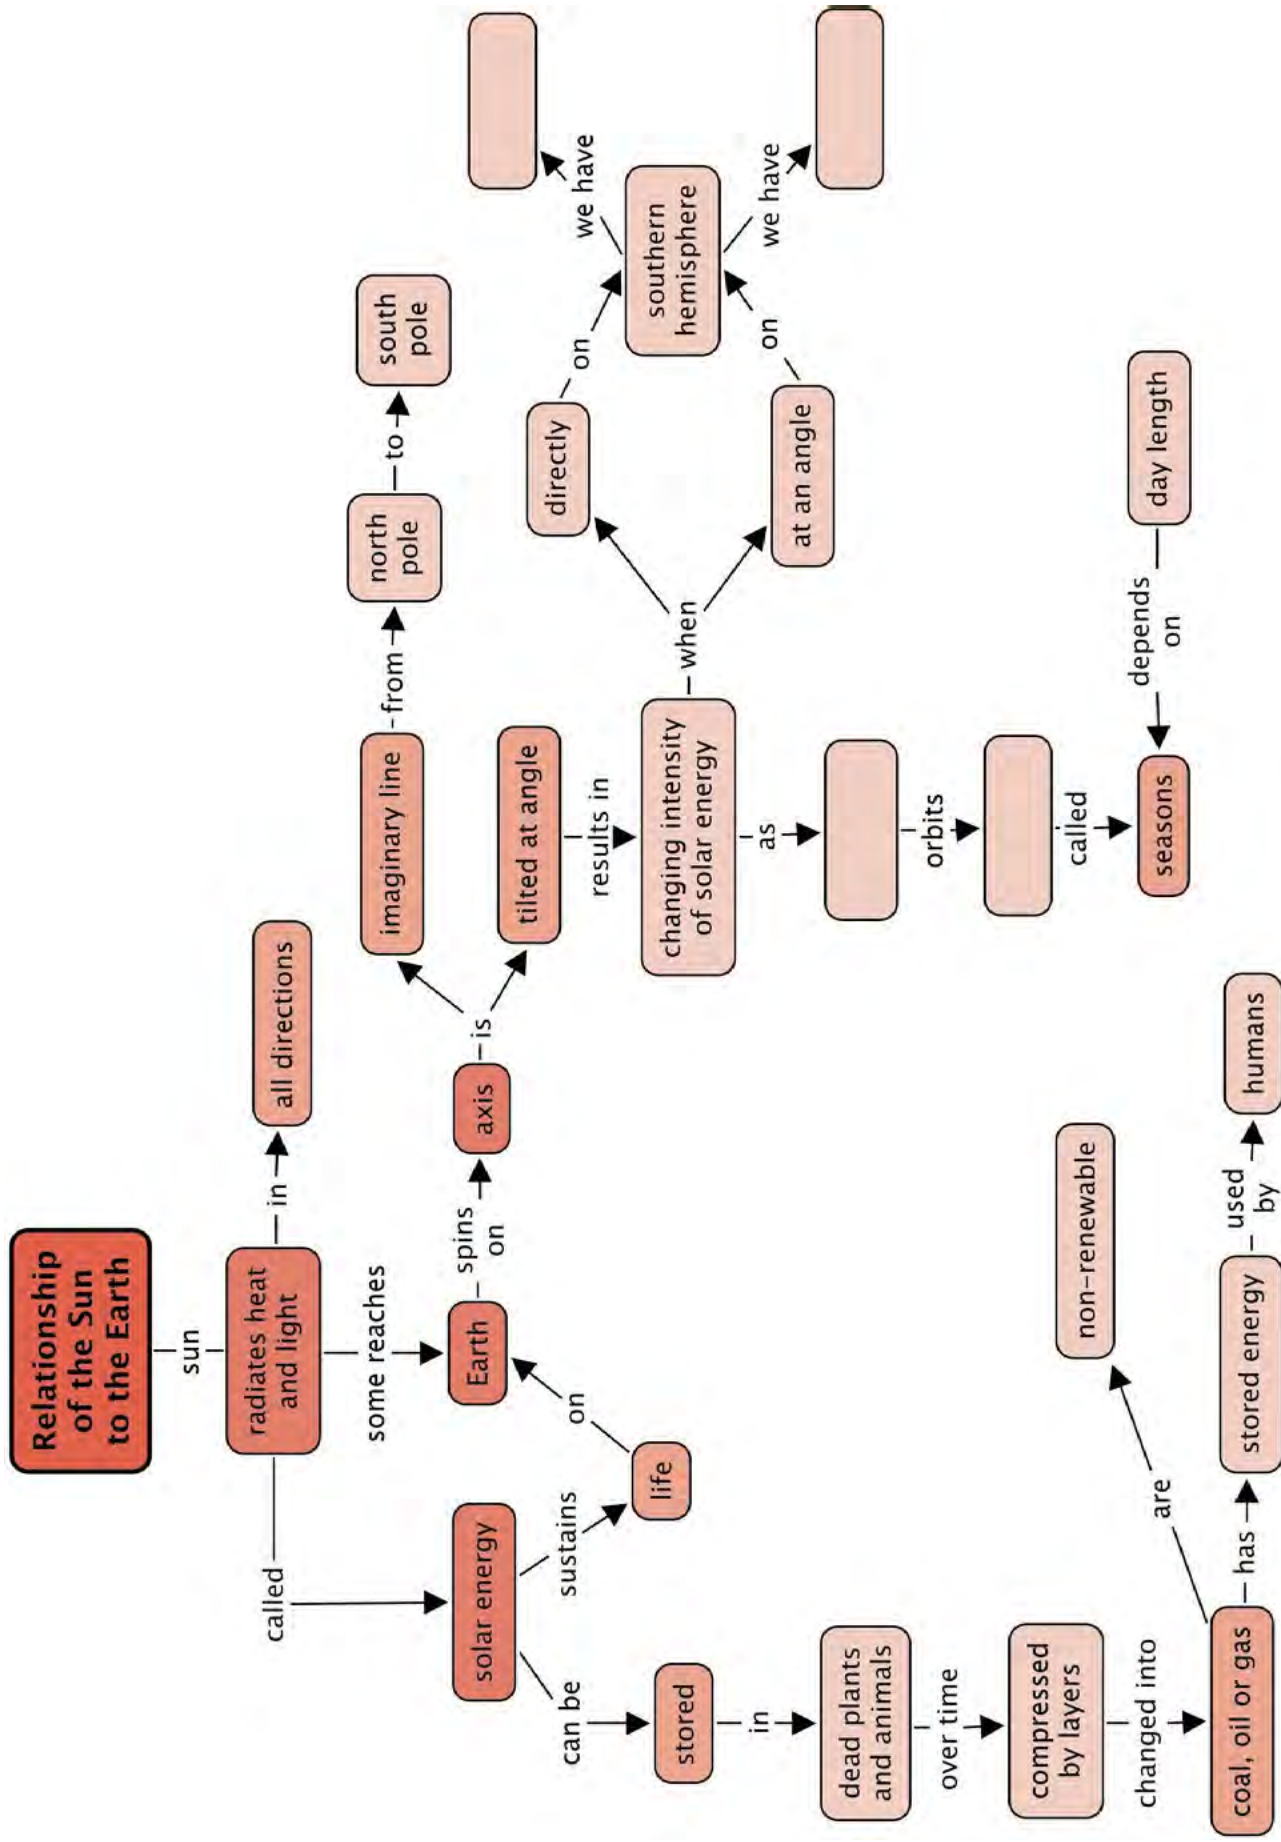 Relationship
of the Sun
to the Earth
sun
radiates heat
and light
in
all directions
called
some reaches
solar energy
sustains
life
on
Earth
spins
on
axis
is
imaginary line
from
north
pole
to
south
pole
tilted at angle
results in
changing intensity
of solar energy
when
directly
on
southern
hemisphere
we have
at an angle
on
we have
as
orbits
called
seasons
depends
on
day length
can be
stored
in
dead plants
and animals
over time
compressed
by layers
changed into
coal, oil or gas
are
non-renewable
has
stored energy
used
by
humans